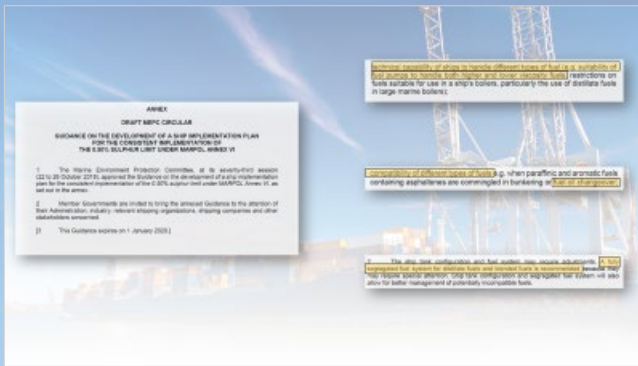 ANNEX
DRAFT MEPC CIRCULAR
GUIDANCE ON THE DEVELOPMENT OF A SHIP IMPLEMENTATION PLAN
FOR THE CONSISTENT IMPLEMENTATION OF
THE 0.50% SULPHUR LIMIT UNDER MARPOL ANNEX VI
1 The Marine Environment Protection Committee, at its seventy-third session
(22 to 26 October 2018), approved the Guidance on the development of a ship implementation
plan for the consistent implementation of the 0.50% sulphur limit under MARPOL Annex VI, as
set out in the annex.
2 Member Governments are invited to bring the annexed Guidance to the attention of
their Administration, industry, relevant shipping organizations, shipping companies and other
stakeholders concerned.
[3 This Guidance expires on 1 January 2020.]
technical capability of ships to handle different types of fuel (e.g. suitability of
fuel pumps to handle both higher and lower viscosity fuels, restrictions on
fuels suitable for use in a ship's boilers, particularly the use of distillate fuels
in large marine boilers);
compatibility of different types of fuels e.g. when paraffinic and aromatic fuels
containing asphaltenes are commingled in bunkering or fuel oil changeover;
The ship tank configuration and fuel system may require adjustments. A fully
segregated fuel system for distillate fuels and blended fuels is recommended because they
may require special attention. Ship tank configuration and segregated fuel system will also
allow for better management of potentially incompatible fuels.